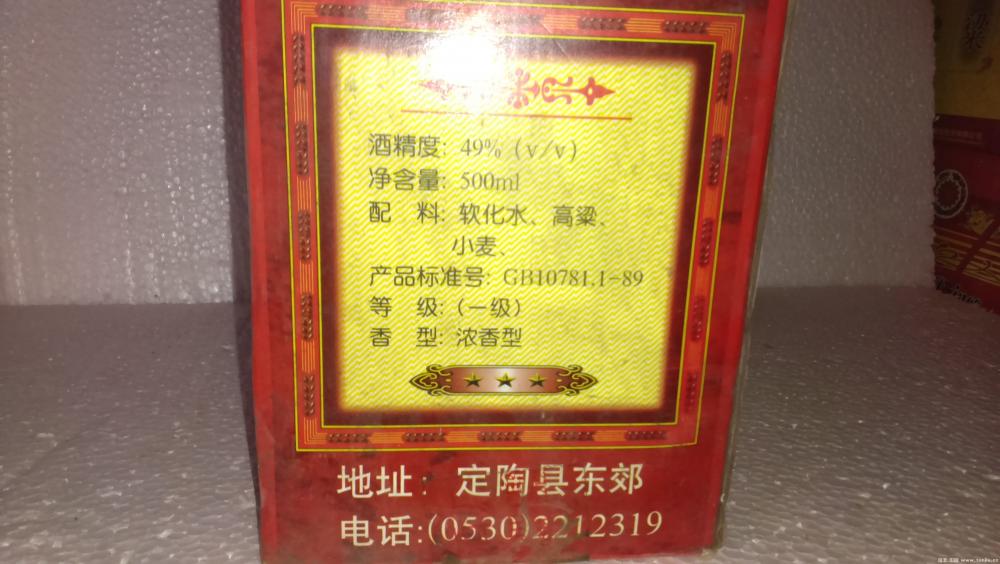 酒精度: 49% (v/v)
净含量: 500ml
配 料: 软化水、高粱、
小麦、
产品标准号: GB10781.1-89
等 级:(一级)
香 型: 浓香型
地址: 定陶县东郊
电话:(0530)2212319